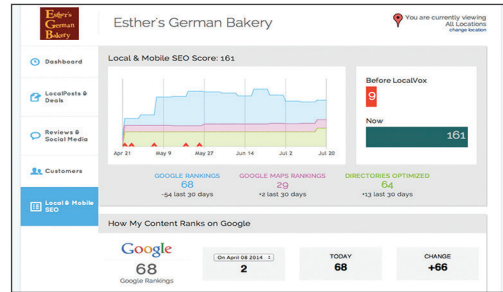 Esther's
German
Bakery
Esther's German Bakery
You are currently viewing
All Locations
change location
Dashboard
LocalPosts &
Deals
Reviews &
Social Media
Customers
Local & Mobile
SEO
Local & Mobile SEO Score: 161
Apr 21 May 9 May 27 Jun 14 Jul 2 Jul 20
Before LocalVox
9
Now
161
GOOGLE RANKINGS
68
-54 last 30 days
GOOGLE MAPS RANKINGS
29
+2 last 30 days
DIRECTORIES OPTIMIZED
64
+13 last 30 days
How My Content Ranks on Google
Google
68
Google Rankings
On April 08 2014
2
TODAY
68
CHANGE
+66